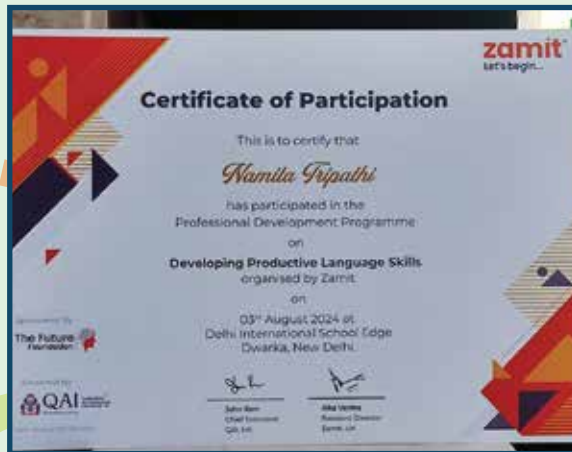 zamit
Let's begin...
Certificate of Participation
This is to certify that
Namita Tripathi
has participated in the
Professional Development Programme
on
Developing Productive Language Skills
organised by Zamit
on
03rd August 2024 at
Delhi International School Edge
Dwarka, New Delhi.
The Future
Foundation
QAI
Chief Executive